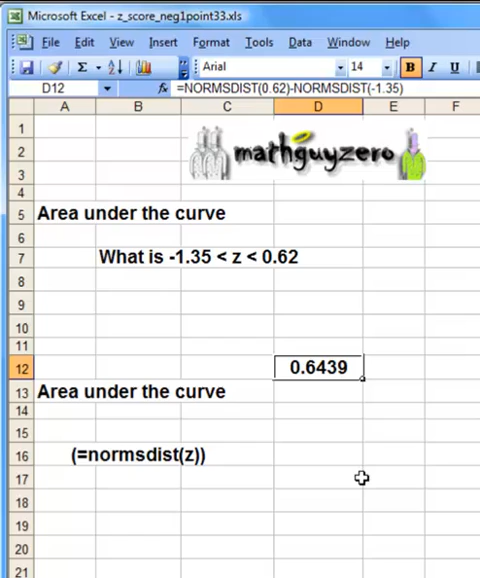 Microsoft Excel - z_score_neg1point33.xls
File Edit View Insert Format Tools Data Window Help
Σ Arial 14 B I U
D12 fx =NORMSDIST(0.62)-NORMSDIST(-1.35)
A B C D E F
1
2 mathguyzero
3
4
5 Area under the curve
6
7 What is -1.35 < z < 0.62
8
9
10
11
12 0.6439
13 Area under the curve
14
15
16 (=normsdist(z))
17
18
19
20
21